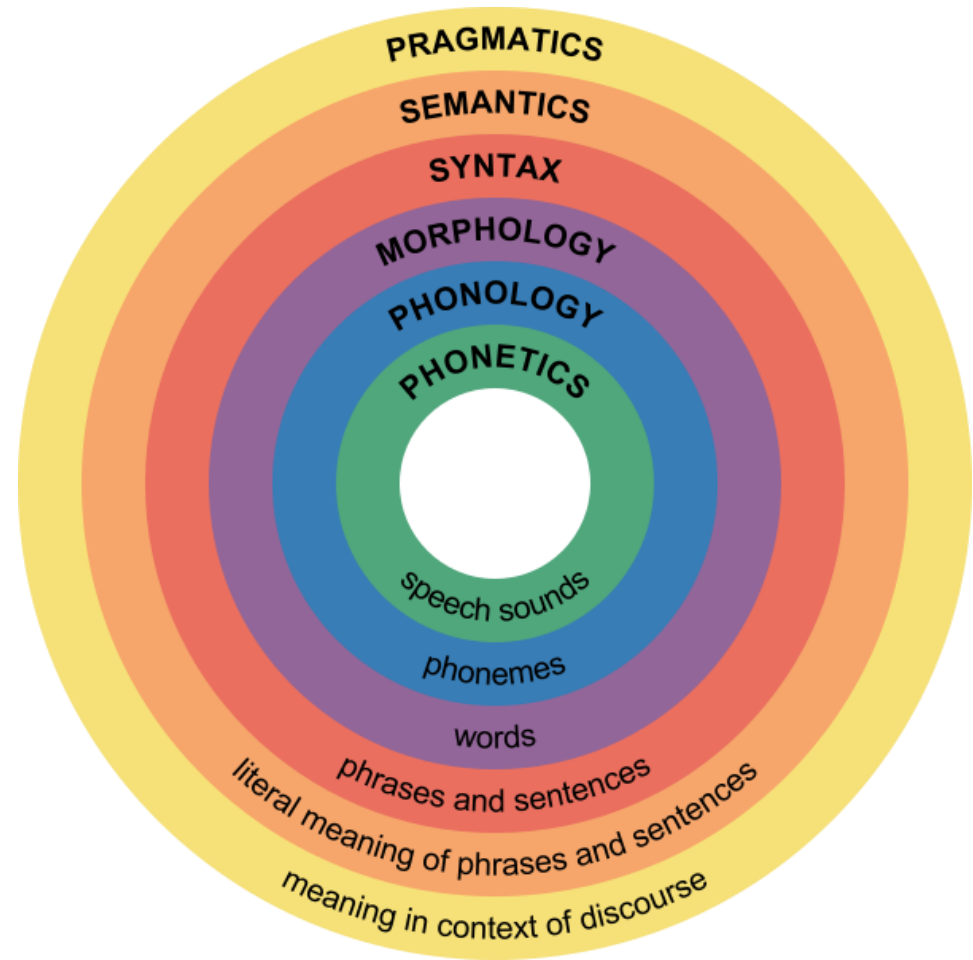 PRAGMATICS
SEMANTICS
SYNTAX
MORPHOLOGY
PHONOLOGY
PHONETICS
speech sounds
phonemes
words
phrases and sentences
literal meaning of phrases and sentences
meaning in context of discourse